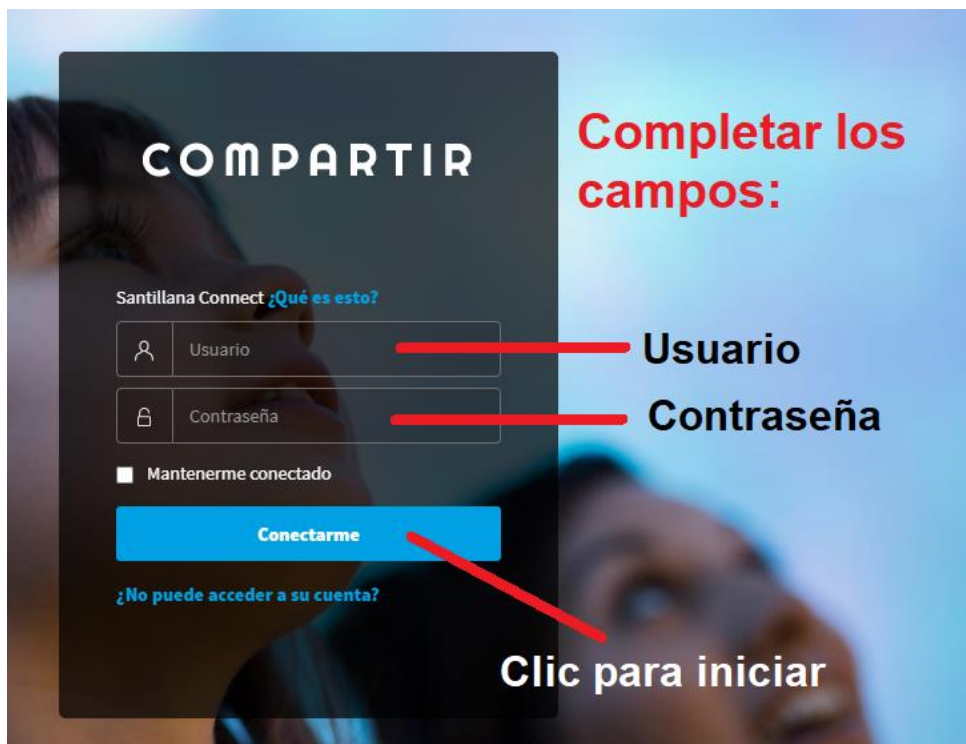 COMPARTIR
Completar los
campos:
Santillana Connect ¿Qué es esto?
Usuario
Usuario
Contraseña
Contraseña
Mantenerme conectado
Conectarme
¿No puede acceder a su cuenta?
Clic para iniciar